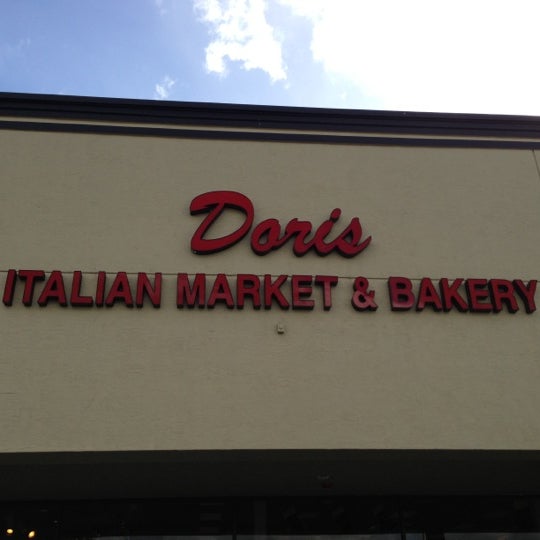 Doris
ITALIAN MARKET & BAKERY